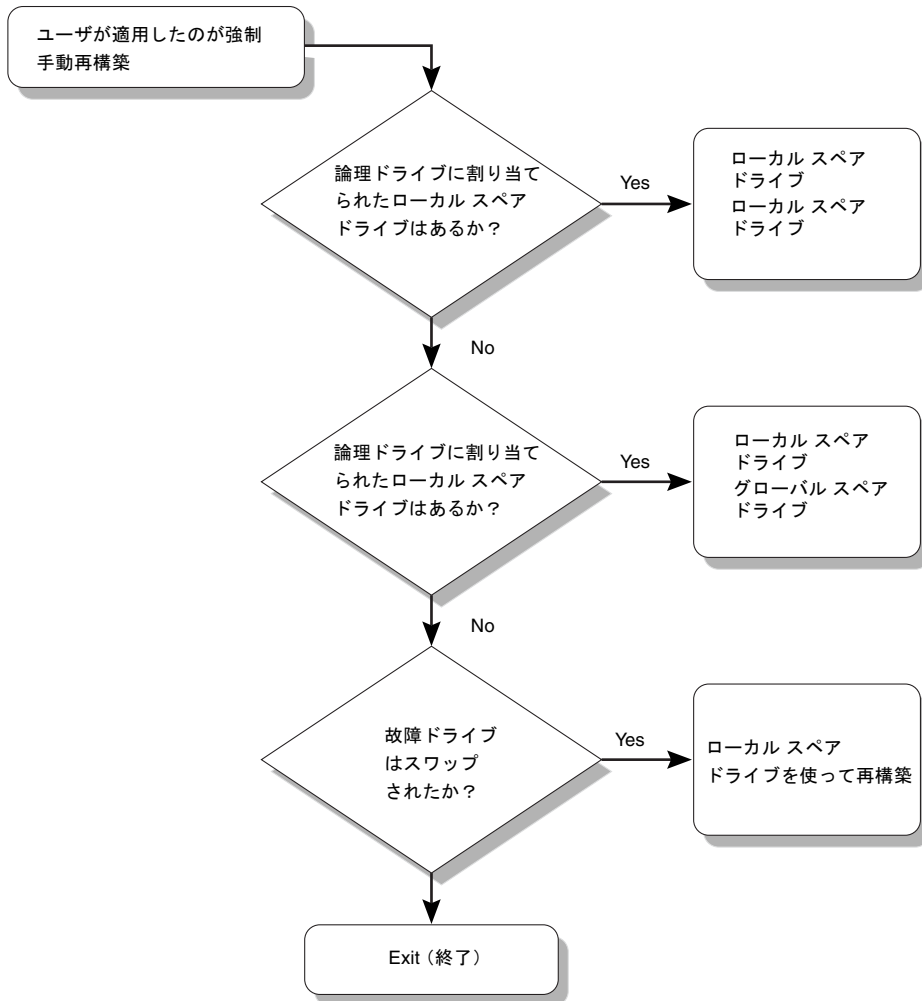 ユーザが適用したのが強制
手動再構築
論理ドライブに割り当て
られたローカル スペア
ドライブはあるか？
Yes
ローカル スペア
ドライブ
ローカル スペア
ドライブ
No
論理ドライブに割り当て
られたローカル スペア
ドライブはあるか？
Yes
ローカル スペア
ドライブ
グローバル スペア
ドライブ
No
故障ドライブ
はスワップ
されたか？
Yes
ローカル スペア
ドライブを使って再構築
Exit（終了）